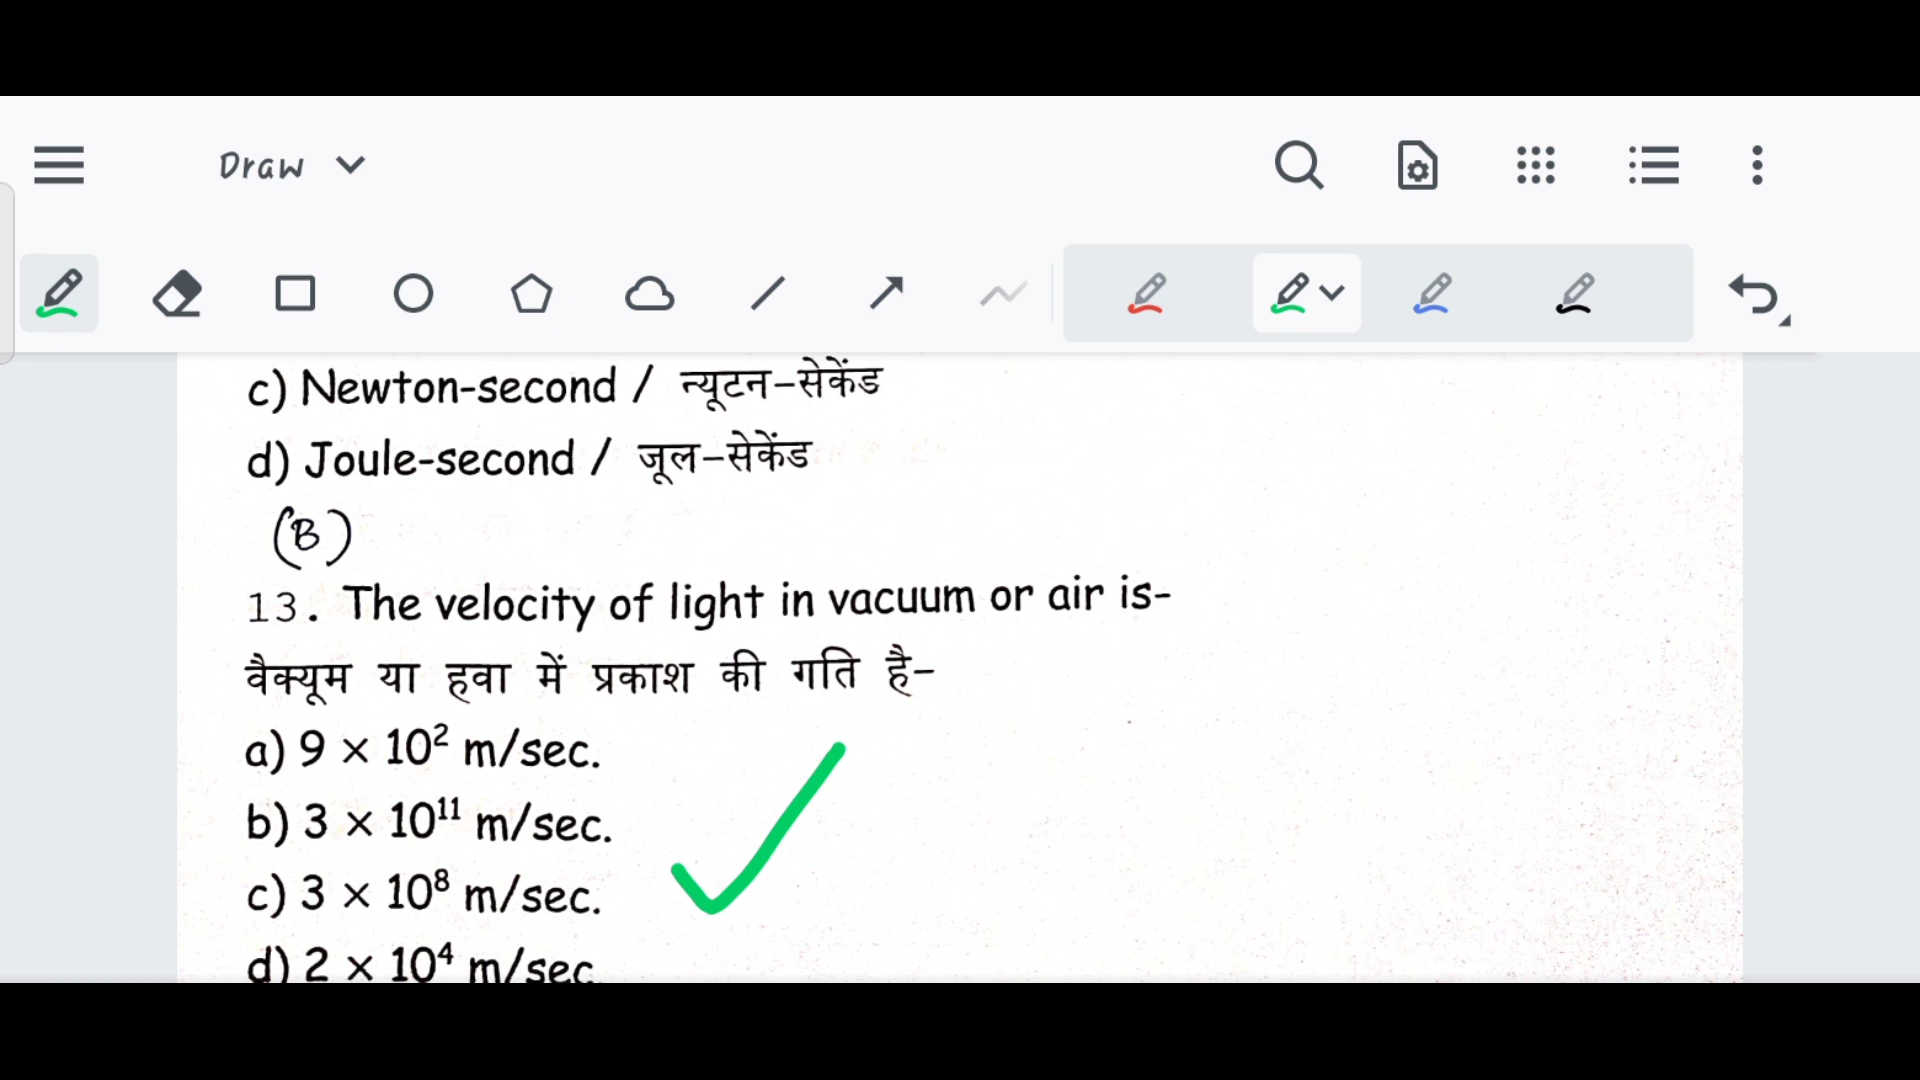 Draw
c) Newton-second / न्यूटन-सेकेंड
d) Joule-second / जूल-सेकेंड
(B)
13. The velocity of light in vacuum or air is-
वैक्यूम या हवा में प्रकाश की गति है-
a) 9 × 10² m/sec.
b) 3 × 10¹¹ m/sec.
c) 3 × 10⁸ m/sec.
d) 2 × 10⁴ m/sec